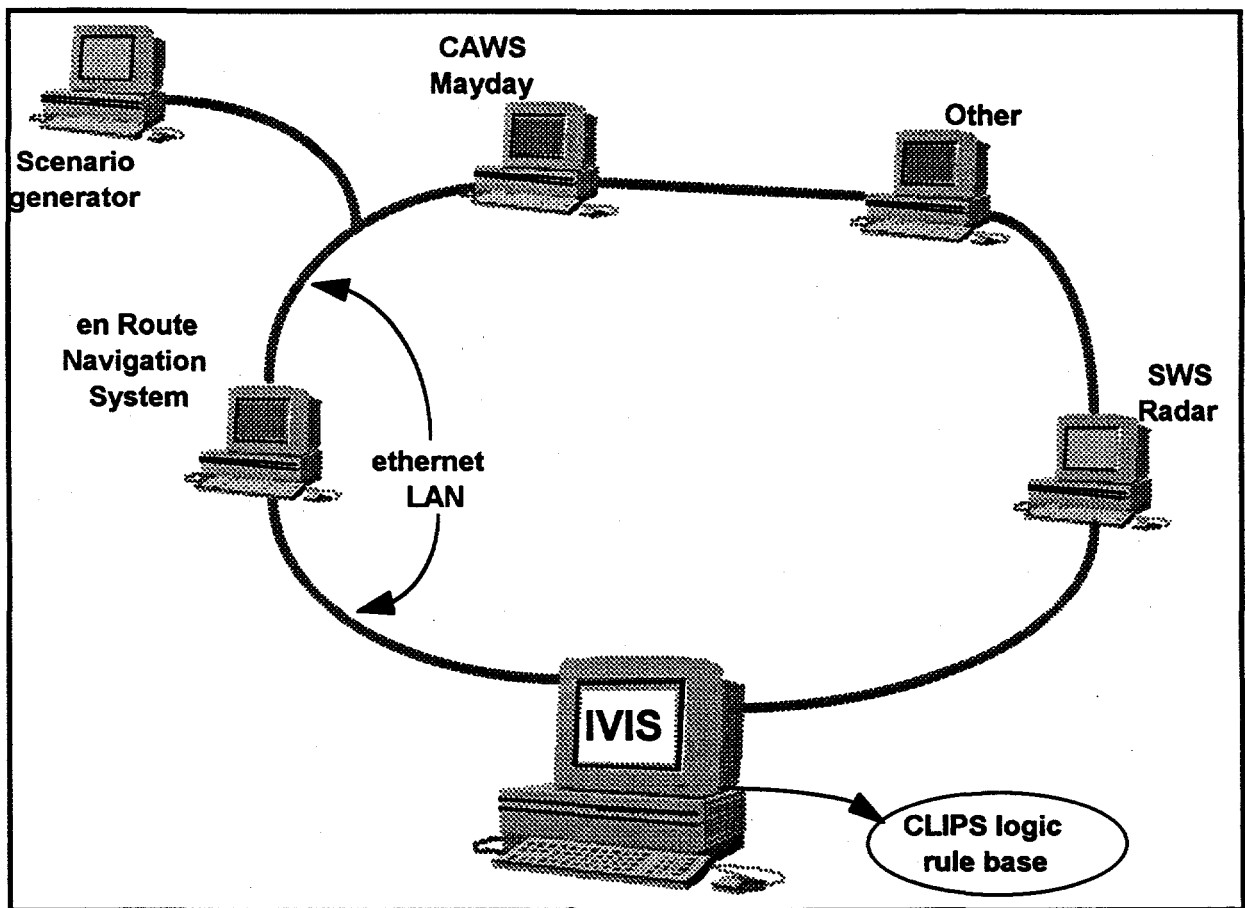 CAWS
Mayday
Other
Scenario
generator
en Route
Navigation
System
SWS
Radar
ethernet
LAN
IVIS
CLIPS logic
rule base